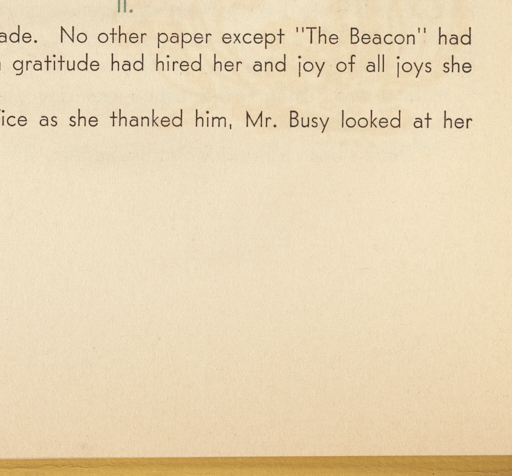 II.
ade. No other paper except "The Beacon" had
gratitude had hired her and joy of all joys she
ice as she thanked him, Mr. Busy looked at her